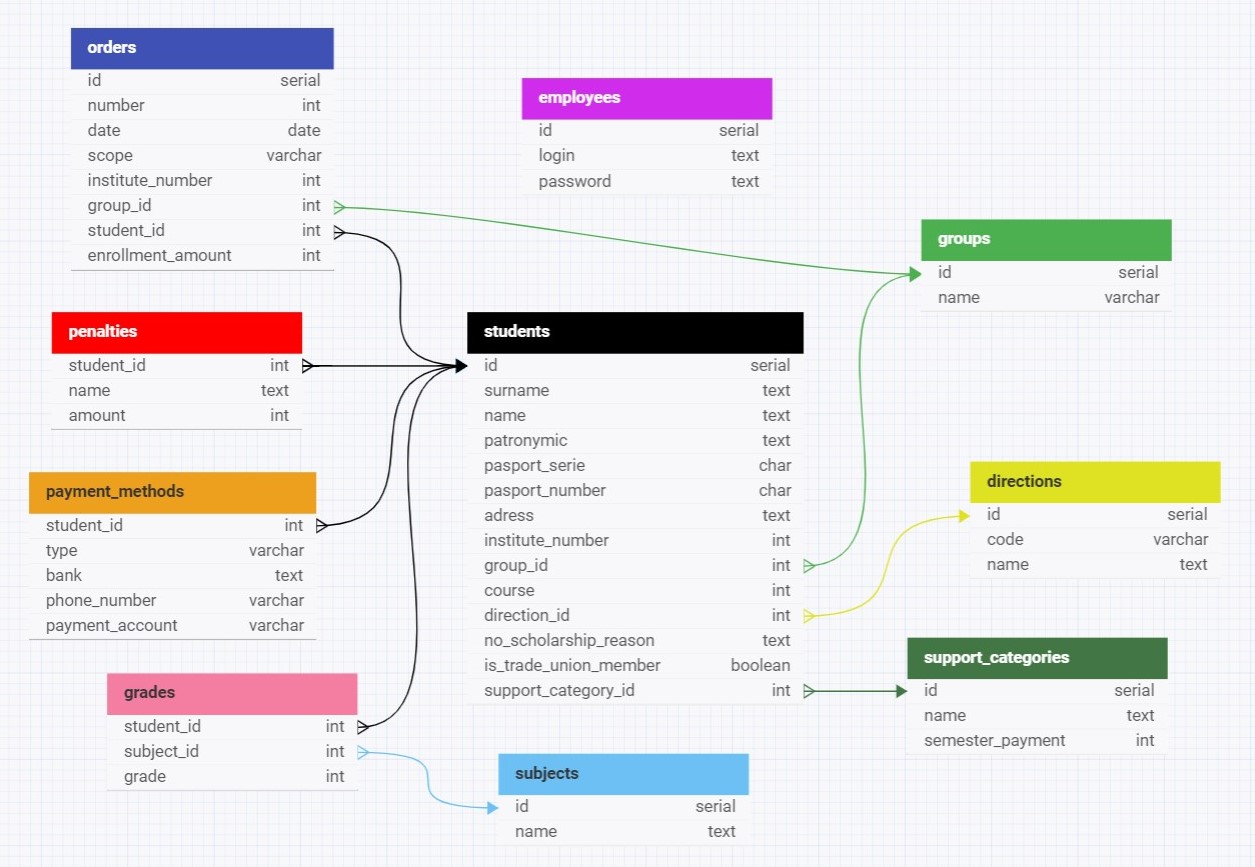 orders
id serial
number int
date date
scope varchar
institute_number int
group_id int
student_id int
enrollment_amount int
employees
id serial
login text
password text
groups
id serial
name varchar
penalties
student_id int
name text
amount int
students
id serial
surname text
name text
patronymic text
pasport_serie char
pasport_number char
adress text
institute_number int
group_id int
course int
direction_id int
no_scholarship_reason text
is_trade_union_member boolean
support_category_id int
payment_methods
student_id int
type varchar
bank text
phone_number varchar
payment_account varchar
directions
id serial
code varchar
name text
support_categories
id serial
name text
semester_payment int
grades
student_id int
subject_id int
grade int
subjects
id serial
name text